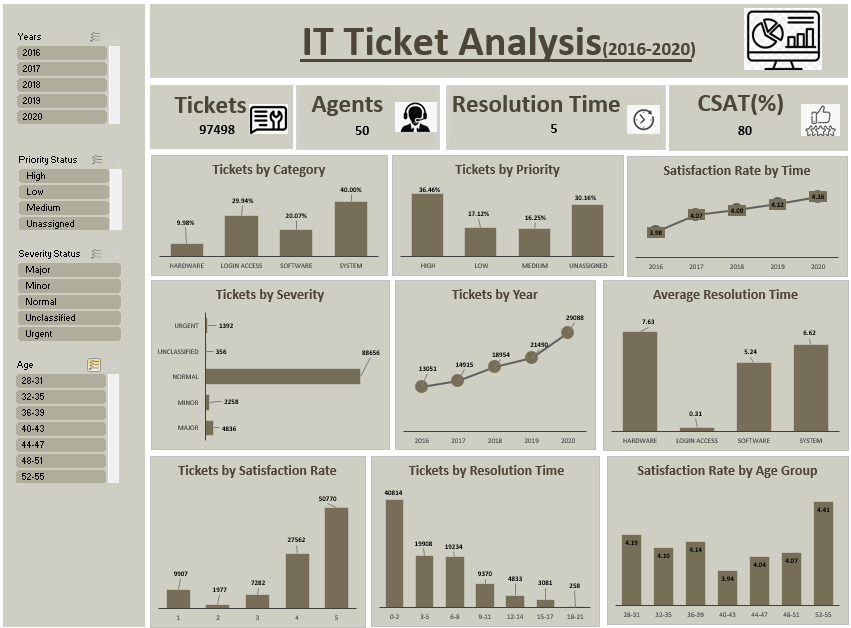 IT Ticket Analysis(2016-2020)
Years
2016
2017
2018
2019
2020
Priority Status
High
Low
Medium
Unassigned
Severity Status
Major
Minor
Normal
Unclassified
Urgent
Age
28-31
32-35
36-39
40-43
44-47
48-51
52-55
Tickets
97498
Agents
50
Resolution Time
5
CSAT(%)
80
Tickets by Category
9.98%
29.94%
20.07%
40.00%
HARDWARE
LOGIN ACCESS
SOFTWARE
SYSTEM
Tickets by Priority
36.46%
17.12%
16.25%
30.16%
HIGH
LOW
MEDIUM
UNASSIGNED
Satisfaction Rate by Time
3.98
4.07
4.09
4.12
4.16
2016
2017
2018
2019
2020
Tickets by Severity
URGENT
1392
UNCLASSIFIED
356
NORMAL
88656
MINOR
2258
MAJOR
4836
Tickets by Year
13051
14915
18954
21490
29088
2016
2017
2018
2019
2020
Average Resolution Time
7.63
0.31
5.24
6.62
HARDWARE
LOGIN ACCESS
SOFTWARE
SYSTEM
Tickets by Satisfaction Rate
9907
1977
7282
27562
50770
1
2
3
4
5
Tickets by Resolution Time
40814
19908
19234
9370
4833
3081
258
0-2
3-5
6-8
9-11
12-14
15-17
18-21
Satisfaction Rate by Age Group
4.19
4.10
4.14
3.94
4.04
4.07
4.41
28-31
32-35
36-39
40-43
44-47
48-51
52-55